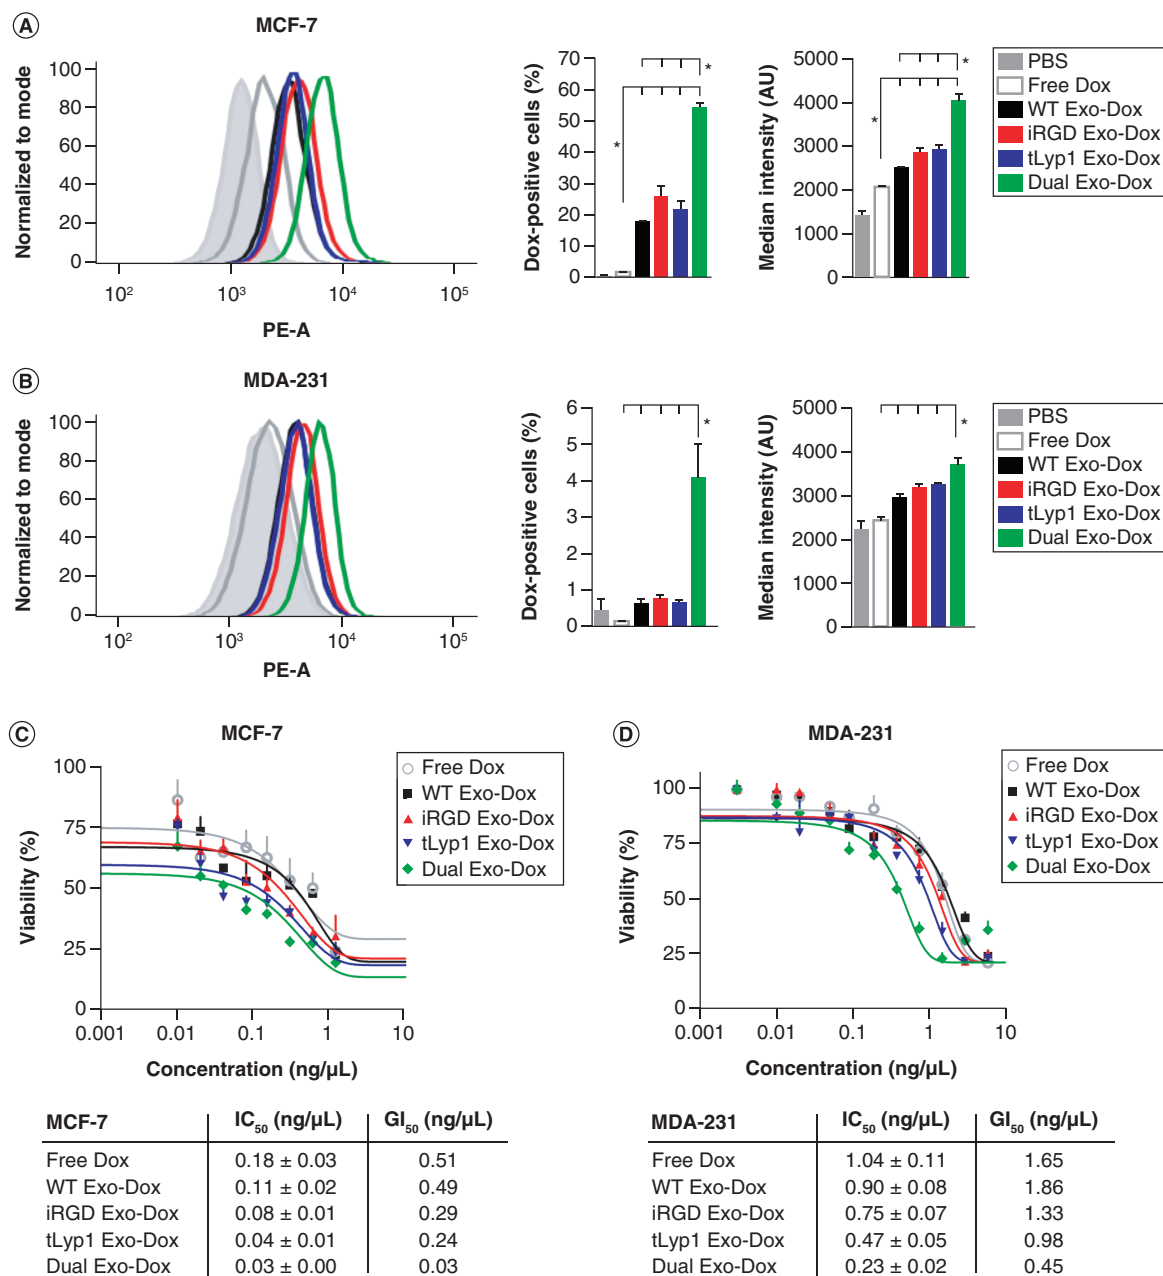 A
MCF-7
Normalized to mode
100
80
60
40
20
0
10²
10³
10⁴
10⁵
PE-A
Dox-positive cells (%)
70
60
50
40
30
20
10
0
*
*
Median intensity (AU)
5000
4000
3000
2000
1000
0
*
*
PBS
Free Dox
WT Exo-Dox
iRGD Exo-Dox
tLyp1 Exo-Dox
Dual Exo-Dox
B
MDA-231
Normalized to mode
100
80
60
40
20
0
10²
10³
10⁴
10⁵
PE-A
Dox-positive cells (%)
6
5
4
3
2
1
0
*
Median intensity (AU)
5000
4000
3000
2000
1000
0
*
PBS
Free Dox
WT Exo-Dox
iRGD Exo-Dox
tLyp1 Exo-Dox
Dual Exo-Dox
C
MCF-7
Viability (%)
100
75
50
25
0
0.001
0.01
0.1
1
10
Concentration (ng/µL)
Free Dox
WT Exo-Dox
iRGD Exo-Dox
tLyp1 Exo-Dox
Dual Exo-Dox
D
MDA-231
Viability (%)
100
75
50
25
0
0.001
0.01
0.1
1
10
Concentration (ng/µL)
Free Dox
WT Exo-Dox
iRGD Exo-Dox
tLyp1 Exo-Dox
Dual Exo-Dox
MCF-7 IC₅₀ (ng/µL) GI₅₀ (ng/µL)
Free Dox 0.18 ± 0.03 0.51
WT Exo-Dox 0.11 ± 0.02 0.49
iRGD Exo-Dox 0.08 ± 0.01 0.29
tLyp1 Exo-Dox 0.04 ± 0.01 0.24
Dual Exo-Dox 0.03 ± 0.00 0.03
MDA-231 IC₅₀ (ng/µL) GI₅₀ (ng/µL)
Free Dox 1.04 ± 0.11 1.65
WT Exo-Dox 0.90 ± 0.08 1.86
iRGD Exo-Dox 0.75 ± 0.07 1.33
tLyp1 Exo-Dox 0.47 ± 0.05 0.98
Dual Exo-Dox 0.23 ± 0.02 0.45